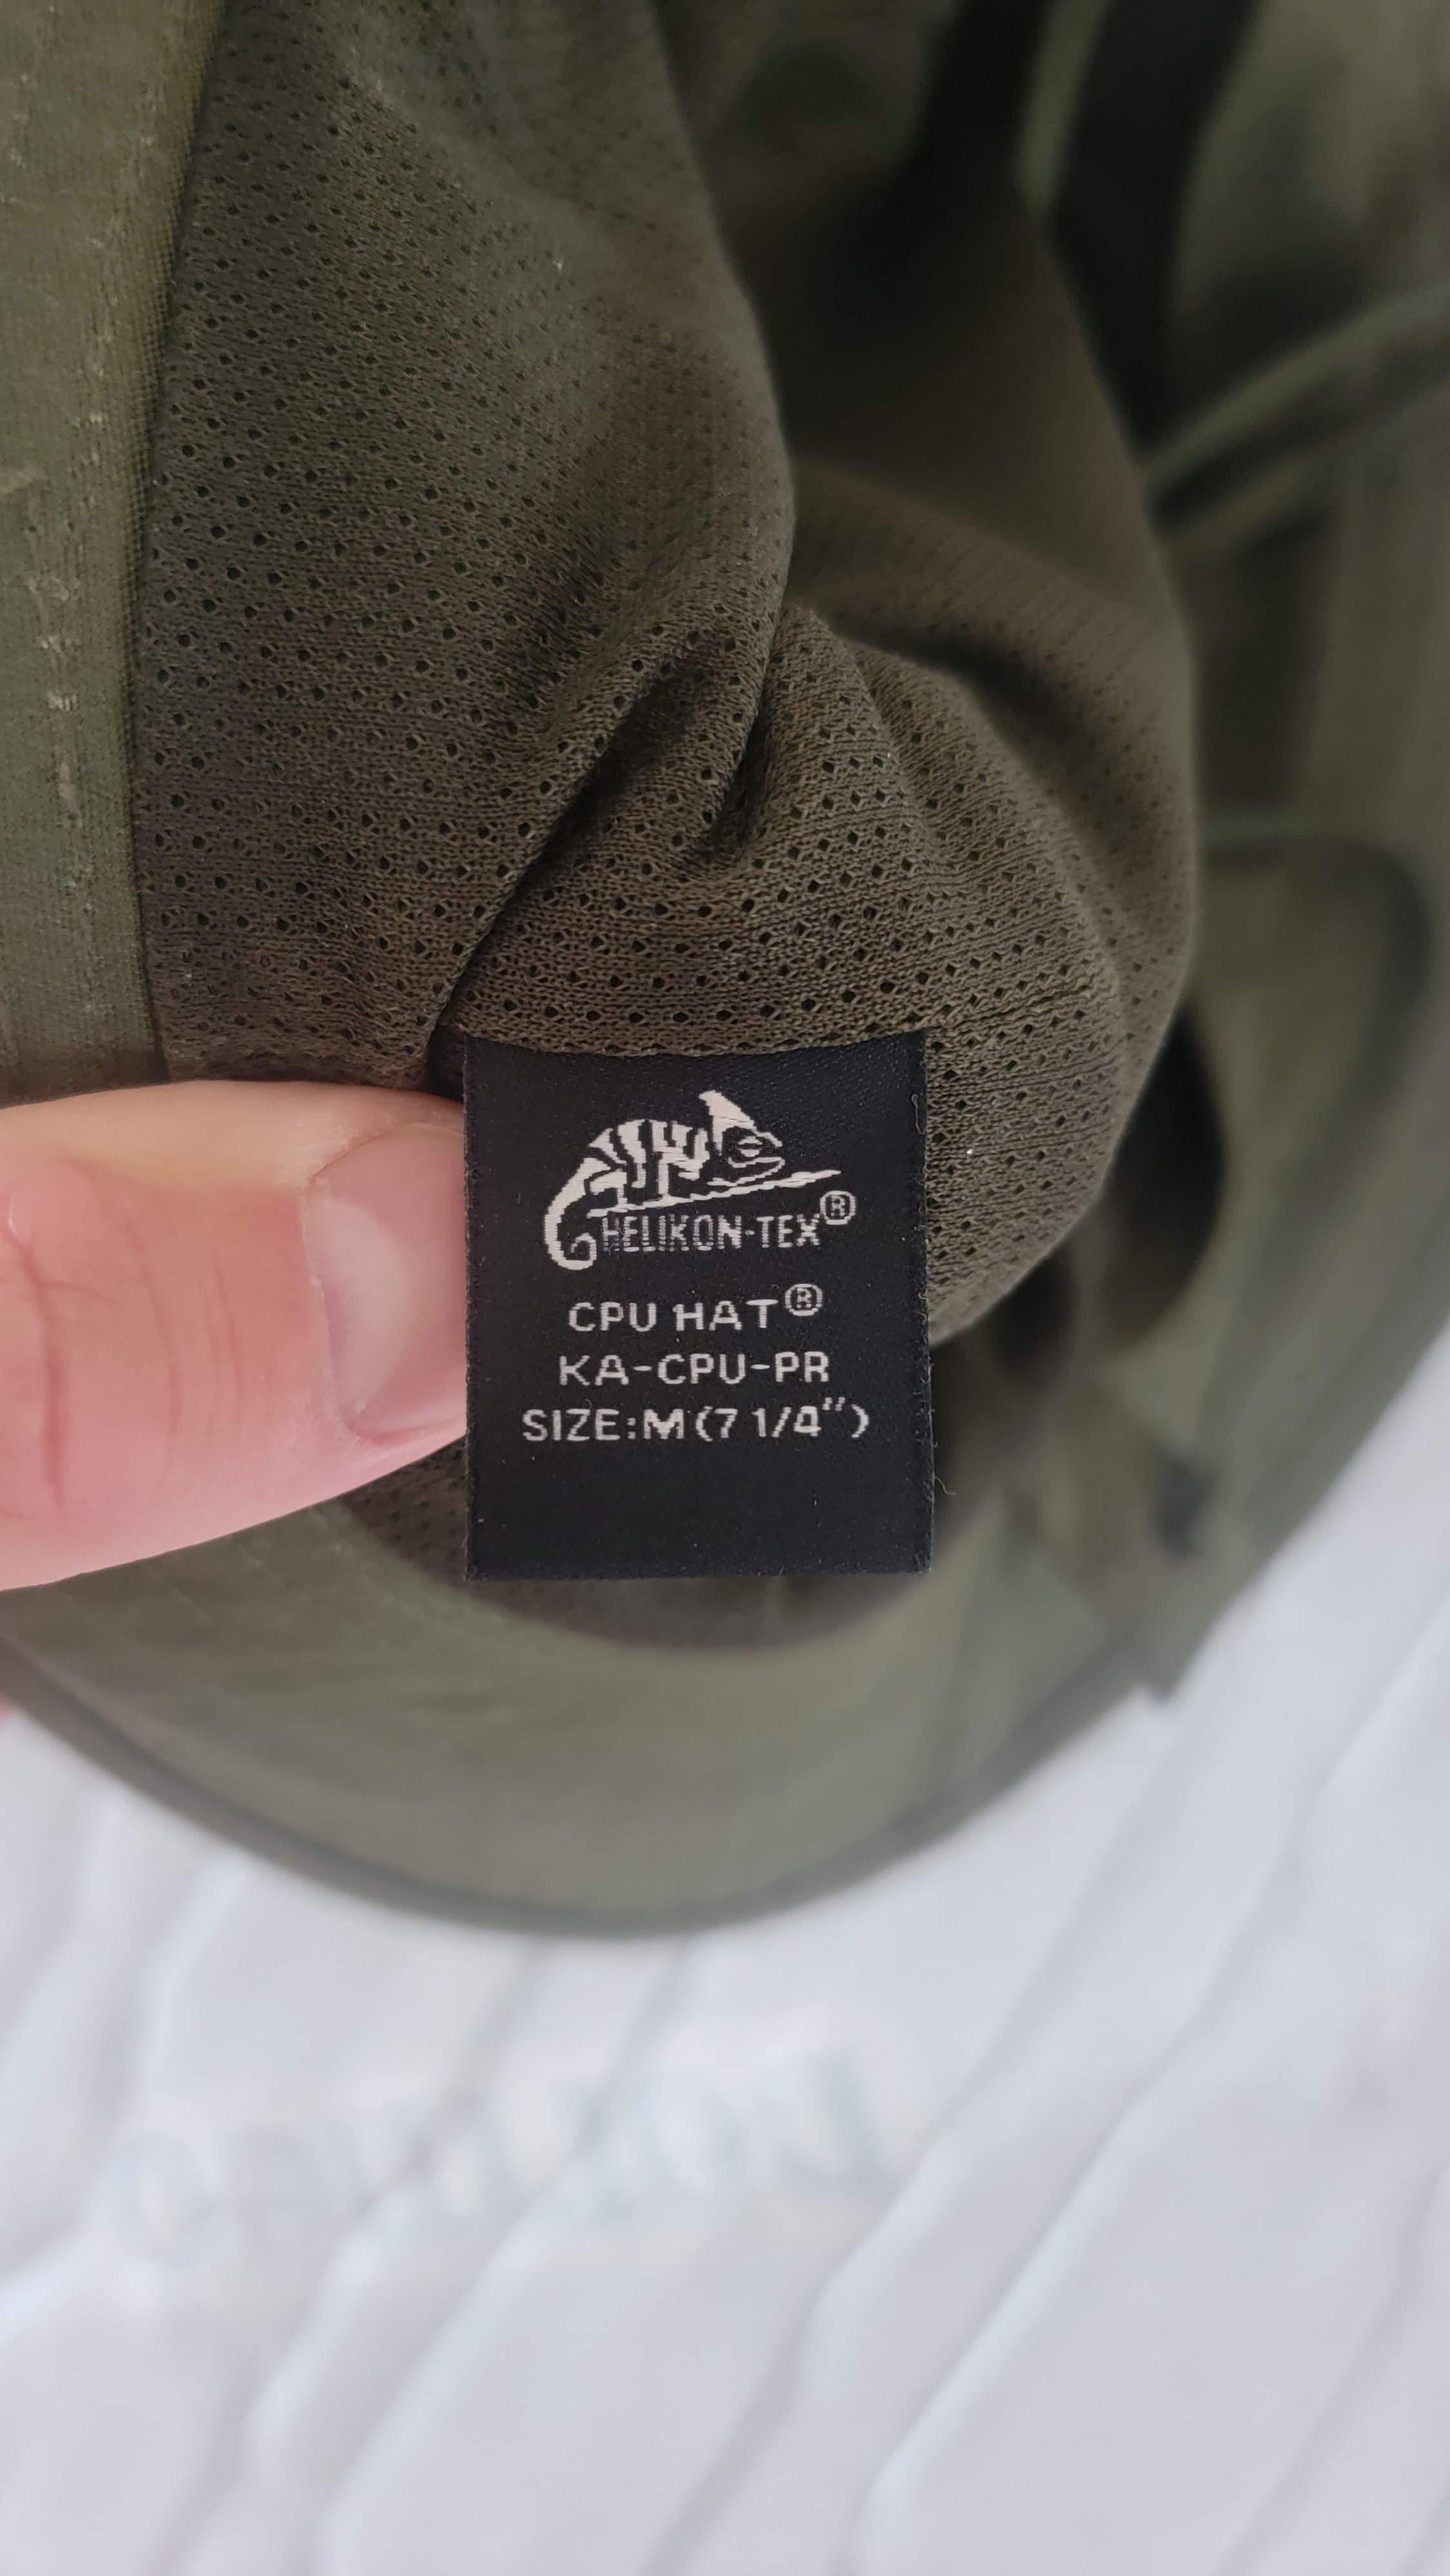 HELIKON-TEX®
CPU HAT®
KA-CPU-PR
SIZE:M(7 1/4")